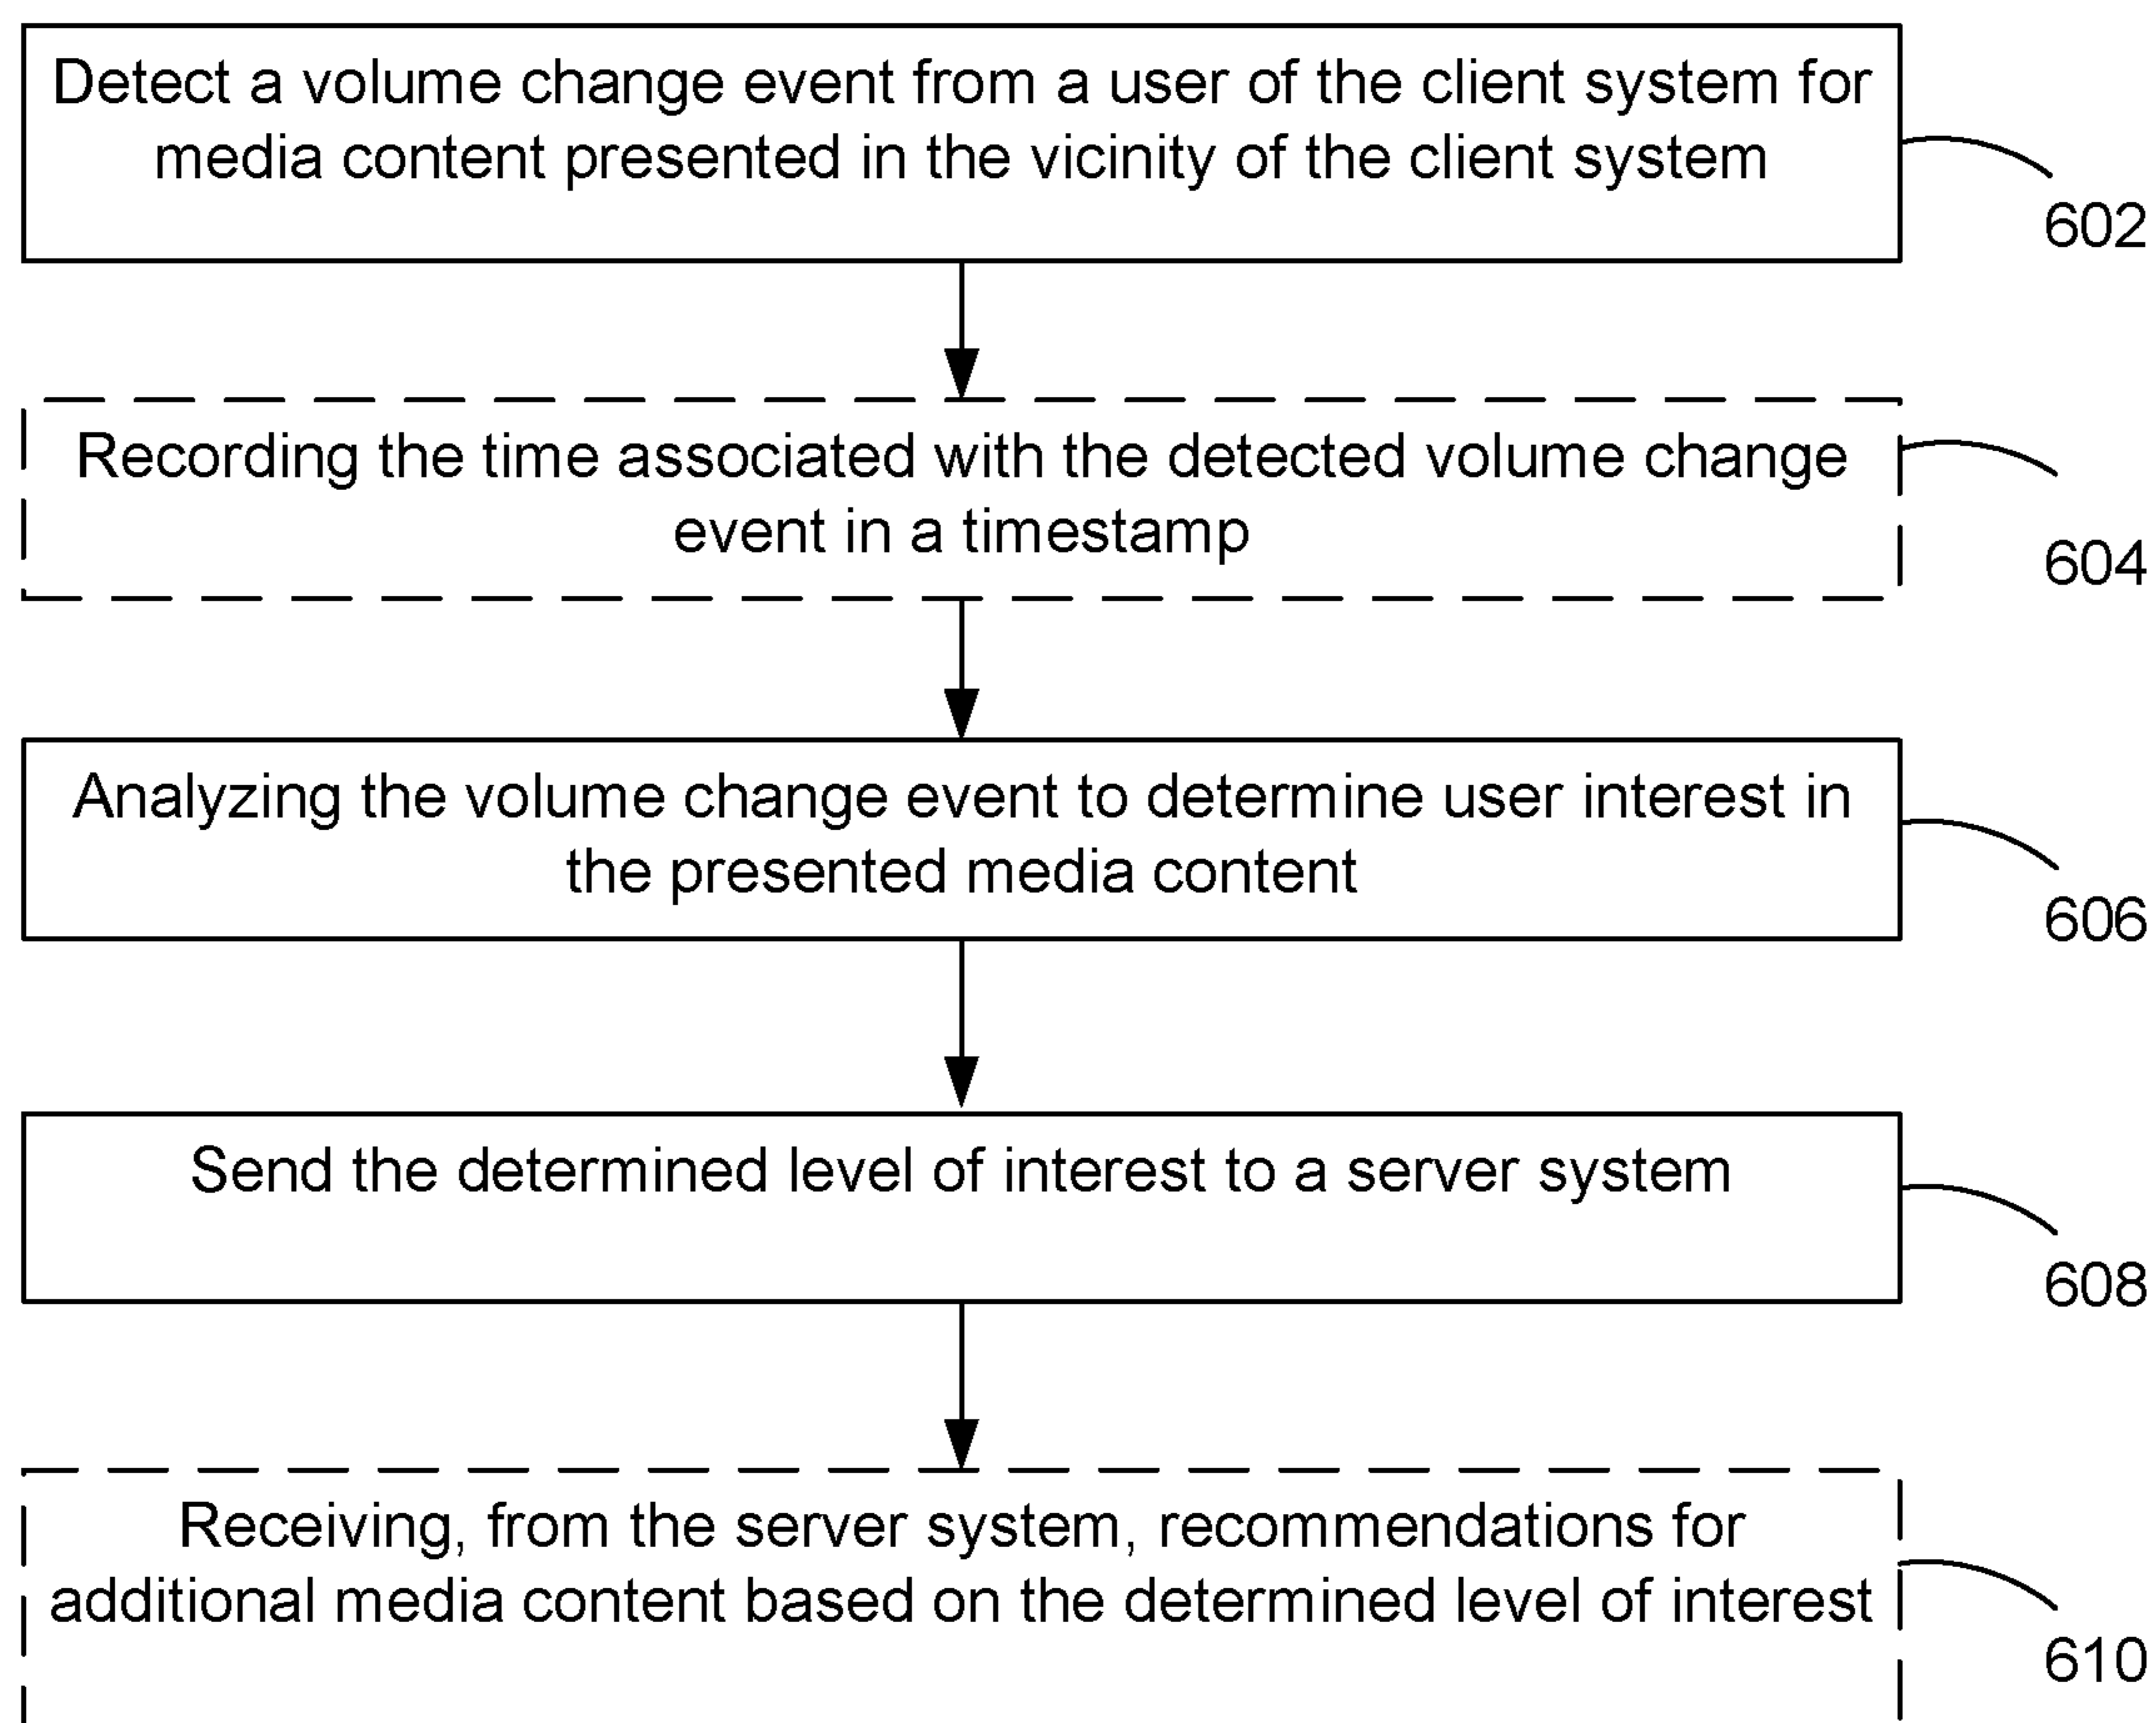 Detect a volume change event from a user of the client system for
media content presented in the vicinity of the client system
602
Recording the time associated with the detected volume change
event in a timestamp
604
Analyzing the volume change event to determine user interest in
the presented media content
606
Send the determined level of interest to a server system
608
Receiving, from the server system, recommendations for
additional media content based on the determined level of interest
610